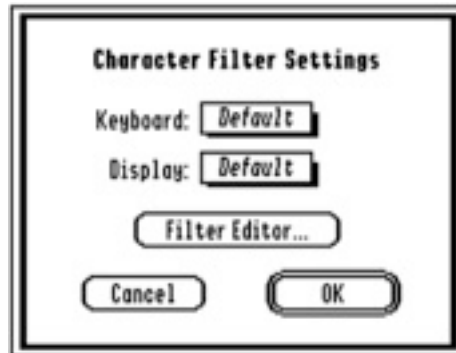 Character Filter Settings
Keyboard: Default
Display: Default
Filter Editor...
Cancel OK